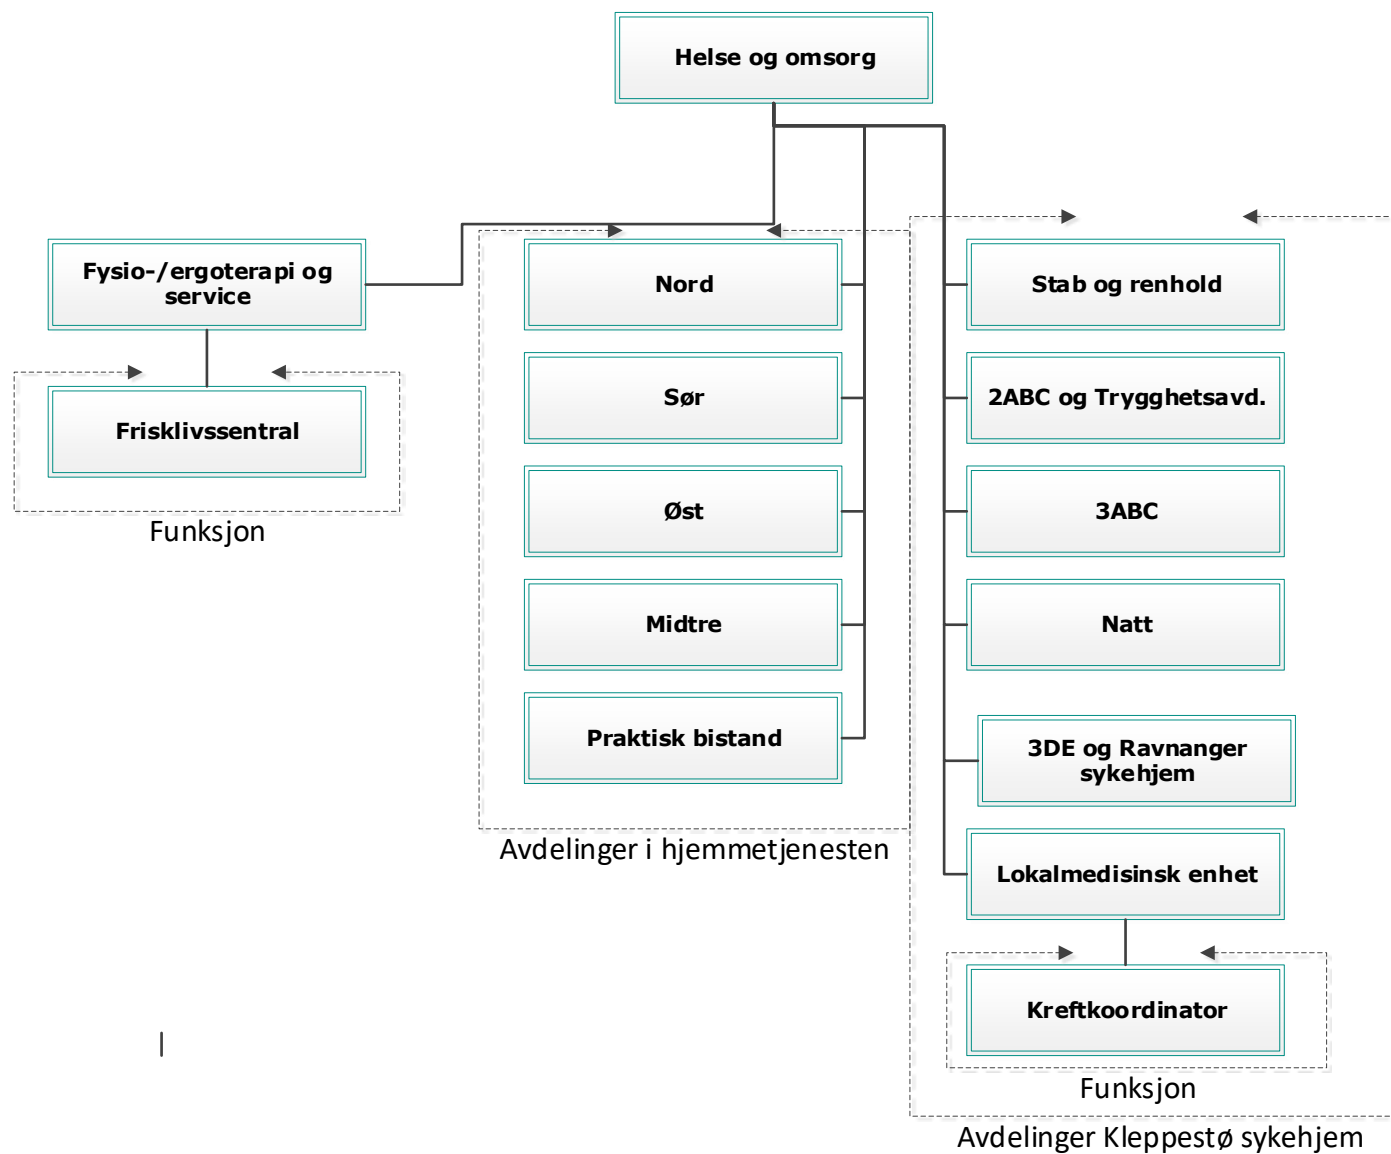 Helse og omsorg
Fysio-/ergoterapi og
service
Frisklivssentral
Funksjon
Nord
Sør
Øst
Midtre
Praktisk bistand
Avdelinger i hjemmetjenesten
Stab og renhold
2ABC og Trygghetsavd.
3ABC
Natt
3DE og Ravnanger
sykehjem
Lokalmedisinsk enhet
Kreftkoordinator
Funksjon
Avdelinger Kleppestø sykehjem